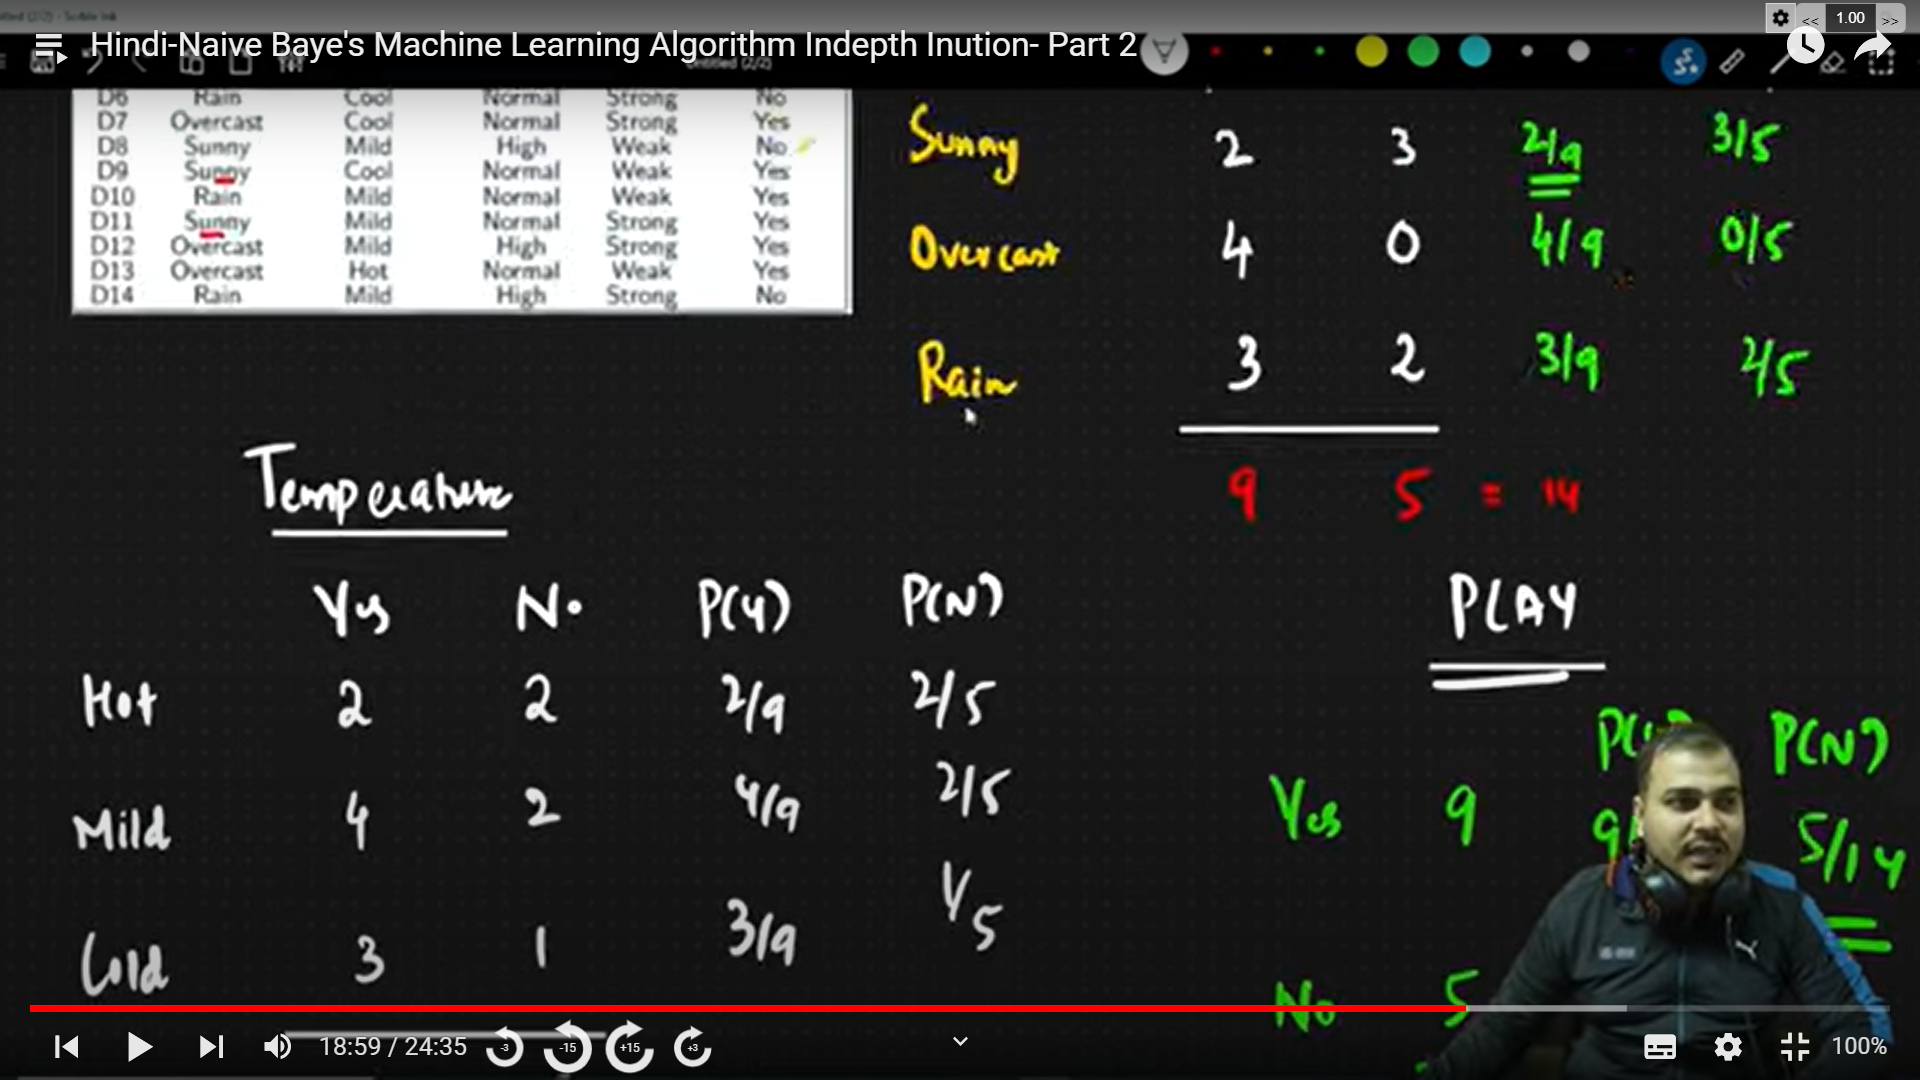 Hindi-Naive Baye's Machine Learning Algorithm Indepth Inution- Part 2
<< 1.00 >>
Untitled (2/2)
D6 Rain Cool Normal Strong No
D7 Overcast Cool Normal Strong Yes
D8 Sunny Mild High Weak No
D9 Sunny Cool Normal Weak Yes
D10 Rain Mild Normal Weak Yes
D11 Sunny Mild Normal Strong Yes
D12 Overcast Mild High Strong Yes
D13 Overcast Hot Normal Weak Yes
D14 Rain Mild High Strong No
Sunny 2 3 2/9 3/5
Overcast 4 0 4/9 0/5
Rain 3 2 3/9 2/5
9 5 = 14
Temperature
Yes No P(Y) P(N)
Hot 2 2 2/9 2/5
Mild 4 2 4/9 2/5
Cold 3 1 3/9 1/5
PLAY
P(N)
Yes 9 5/14
No 5
18:59 / 24:35
-3 -15 +15 +3
100%